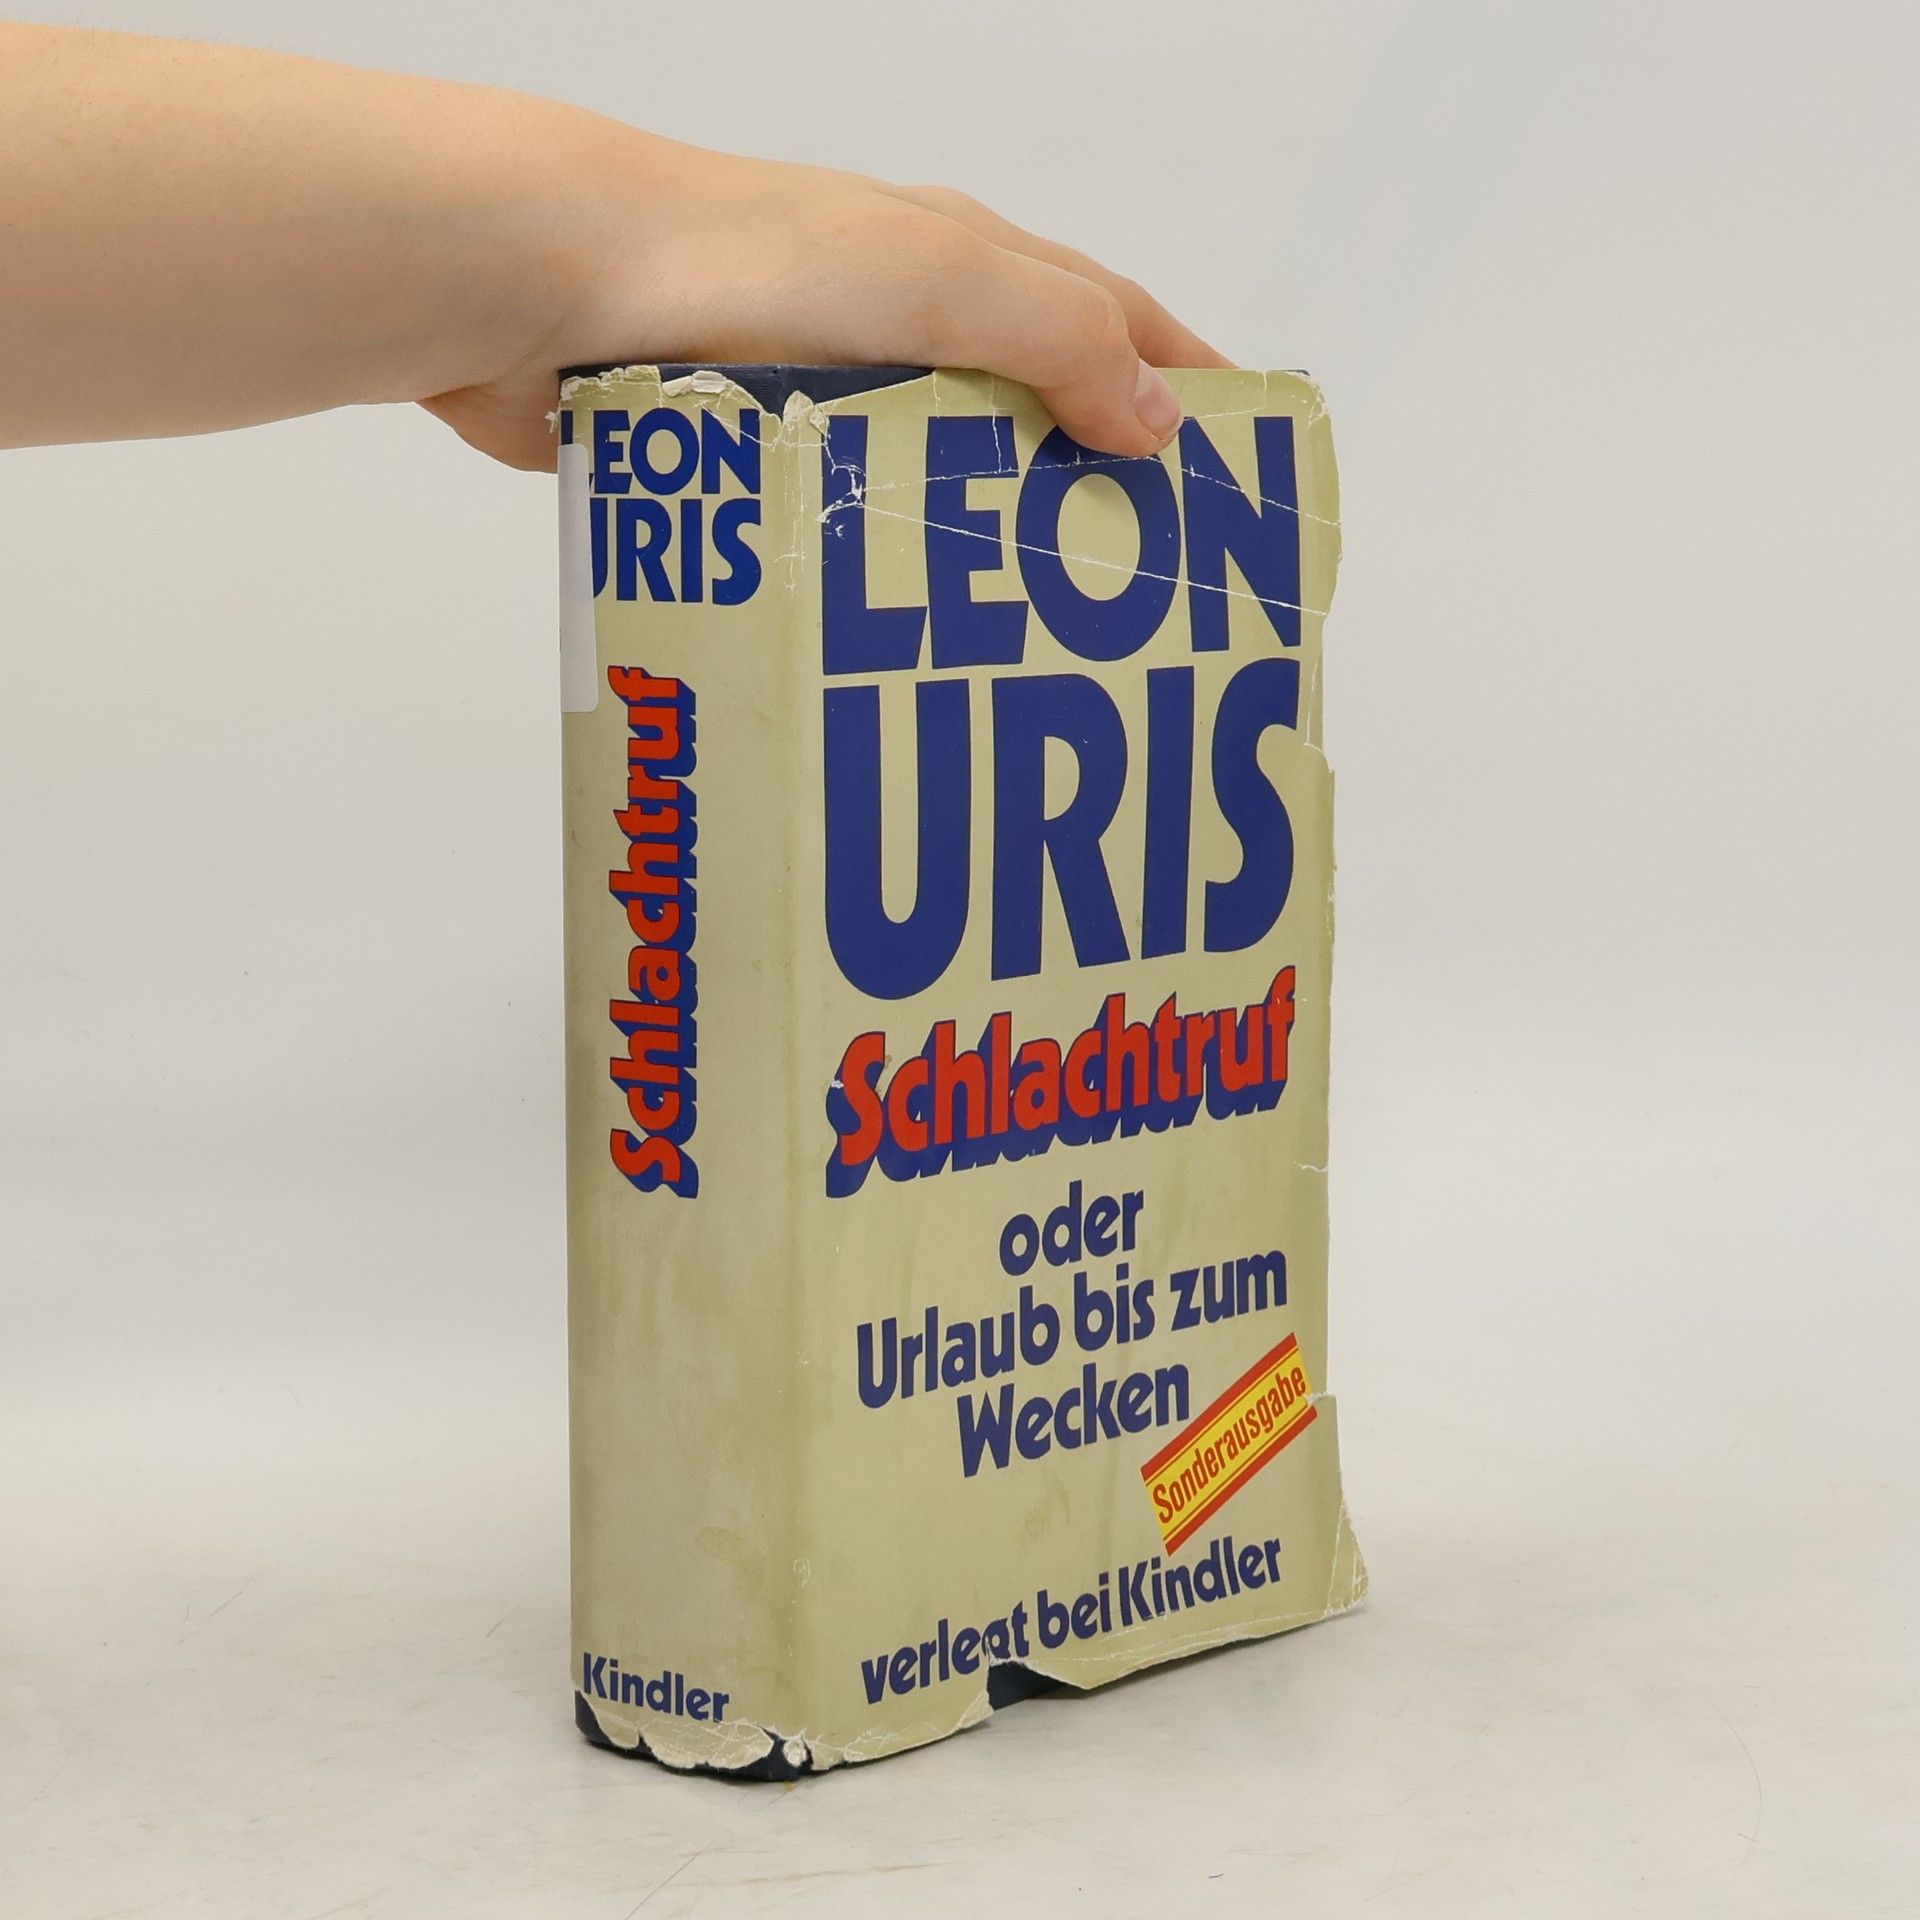 LEON
URIS
Schlachtruf
Kindler
LEON
URIS
Schlachtruf
oder
Urlaub bis zum
Wecken
Sonderausgabe
verlegt bei Kindler